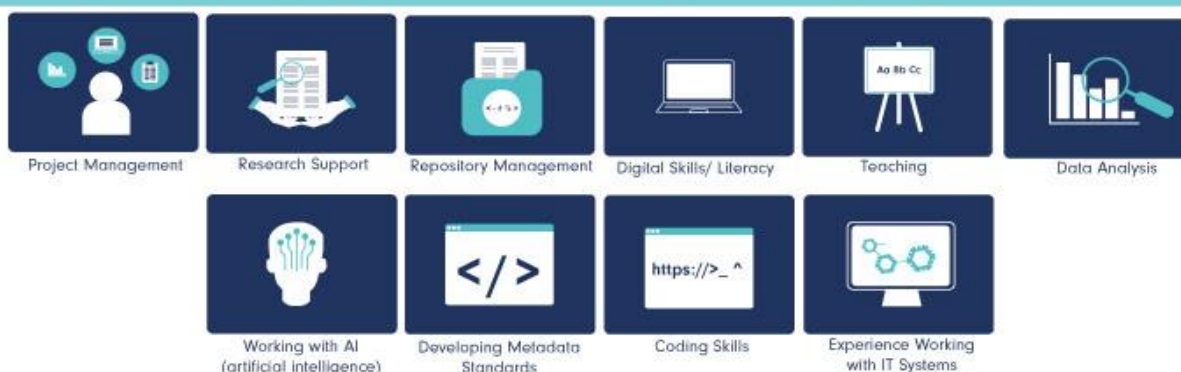 Aa Bb Cc
Project Management
Research Support
Repository Management
Digital Skills/ Literacy
Teaching
Data Analysis
</>
https://>_ ^
Working with AI
(artificial intelligence)
Developing Metadata
Standards
Coding Skills
Experience Working
with IT Systems